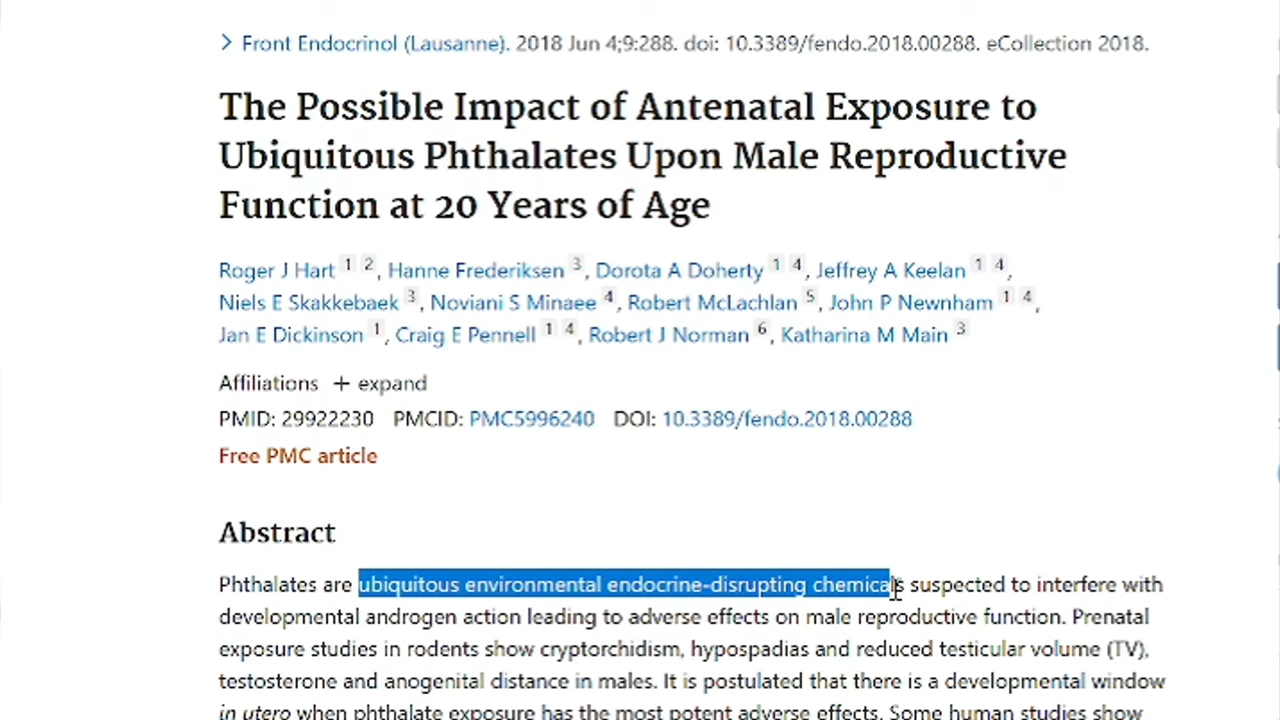 > Front Endocrinol (Lausanne). 2018 Jun 4;9:288. doi: 10.3389/fendo.2018.00288. eCollection 2018.
The Possible Impact of Antenatal Exposure to
Ubiquitous Phthalates Upon Male Reproductive
Function at 20 Years of Age
Roger J Hart 1 2, Hanne Frederiksen 3, Dorota A Doherty 1 4, Jeffrey A Keelan 1 4,
Niels E Skakkebaek 3, Noviani S Minaee 4, Robert McLachlan 5, John P Newnham 1 4,
Jan E Dickinson 1, Craig E Pennell 1 4, Robert J Norman 6, Katharina M Main 3
Affiliations + expand
PMID: 29922230 PMCID: PMC5996240 DOI: 10.3389/fendo.2018.00288
Free PMC article
Abstract
Phthalates are ubiquitous environmental endocrine-disrupting chemicals suspected to interfere with
developmental androgen action leading to adverse effects on male reproductive function. Prenatal
exposure studies in rodents show cryptorchidism, hypospadias and reduced testicular volume (TV),
testosterone and anogenital distance in males. It is postulated that there is a developmental window
in utero when phthalate exposure has the most potent adverse effects. Some human studies show